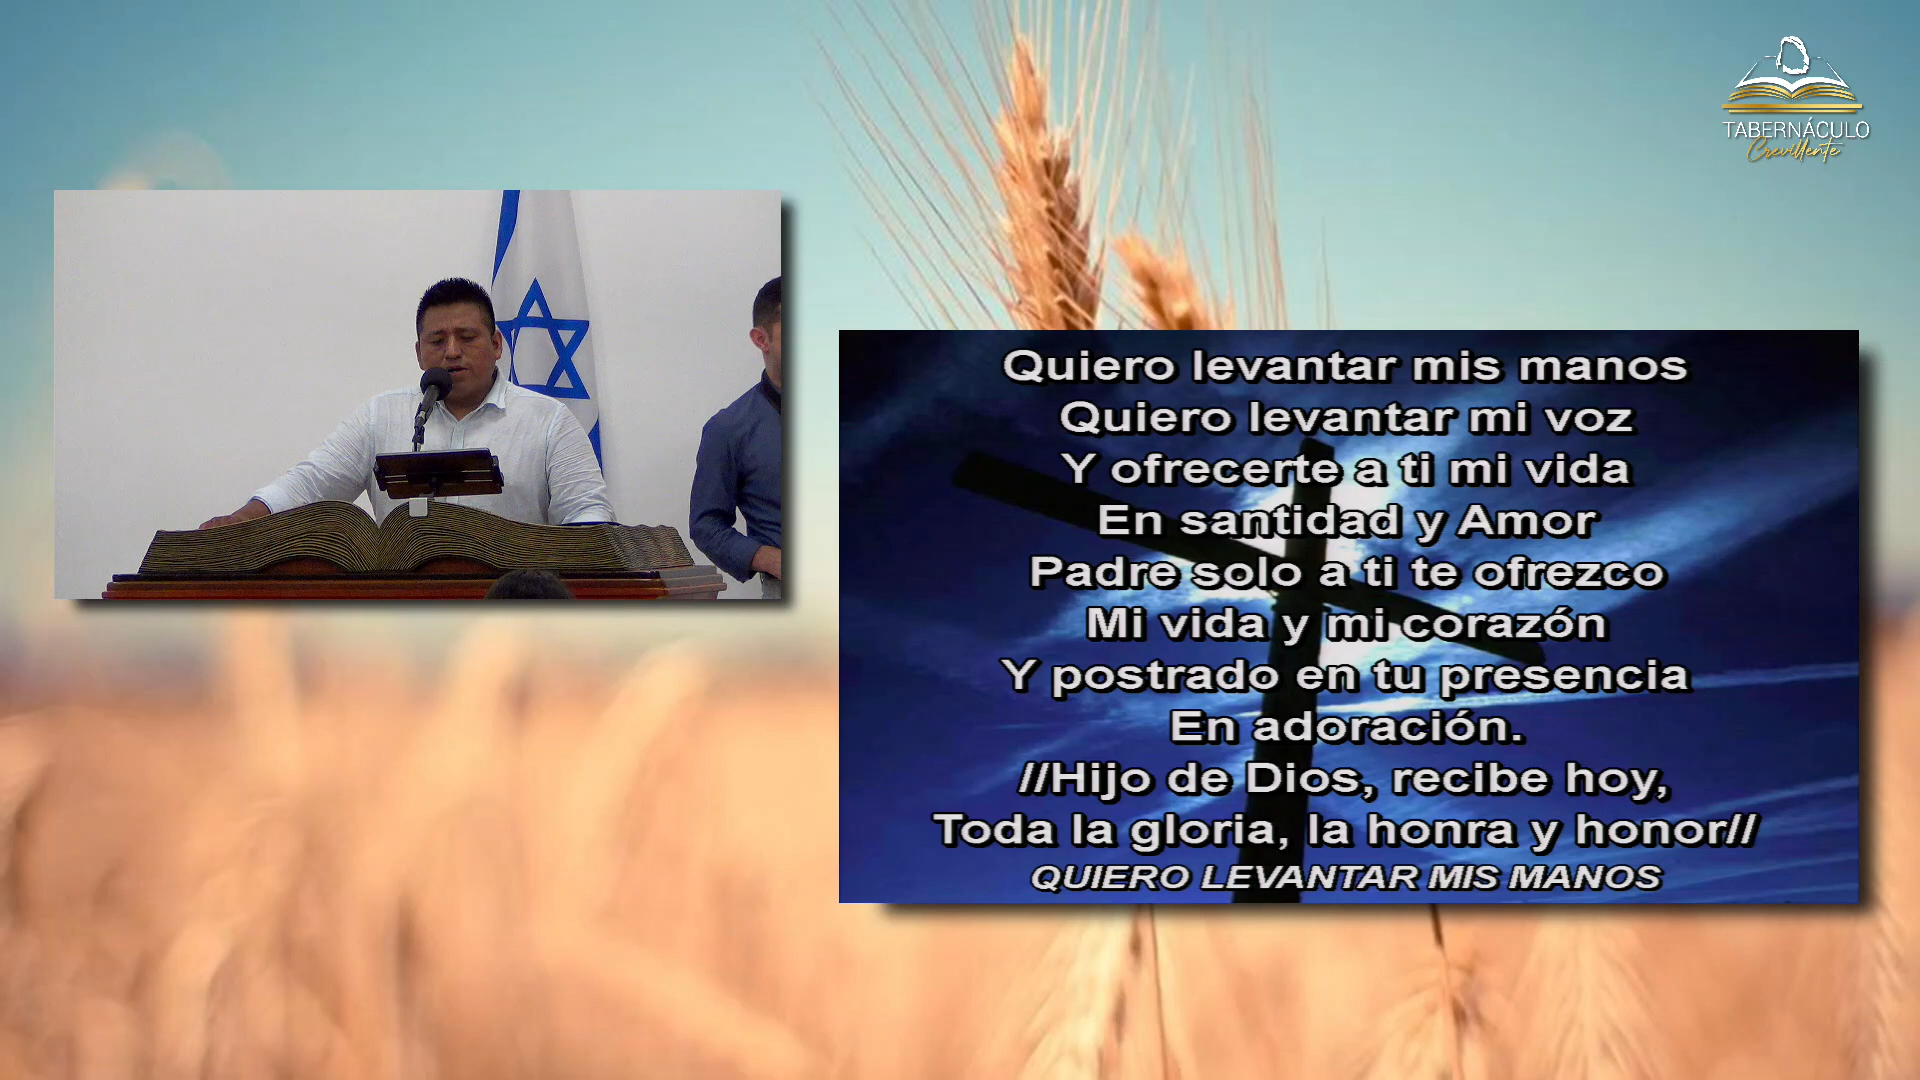 TABERNÁCULO
Crevillente
Quiero levantar mis manos
Quiero levantar mi voz
Y ofrecerte a ti mi vida
En santidad y Amor
Padre solo a ti te ofrezco
Mi vida y mi corazón
Y postrado en tu presencia
En adoración.
//Hijo de Dios, recibe hoy,
Toda la gloria, la honra y honor//
QUIERO LEVANTAR MIS MANOS